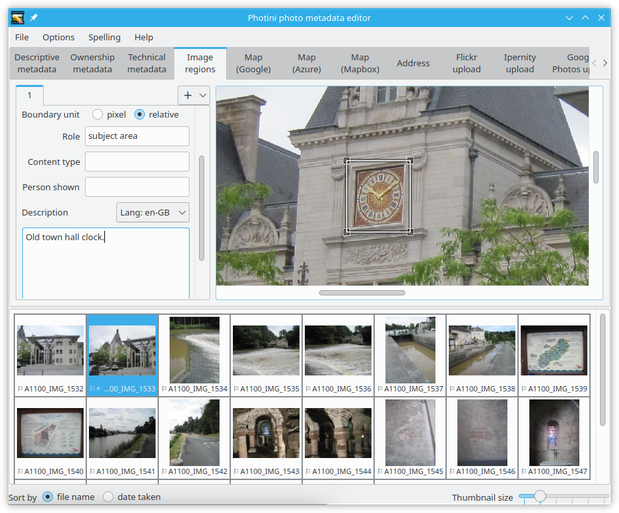 Photini photo metadata editor
File Options Spelling Help
Descriptive metadata
Ownership metadata
Technical metadata
Image regions
Map (Google)
Map (Azure)
Map (Mapbox)
Address
Flickr upload
Ipernity upload
Goog
Photos up
1
Boundary unit pixel relative
Role subject area
Content type
Person shown
Description Lang: en-GB
Old town hall clock.
A1100_IMG_1532 ...00_IMG_1533 A1100_IMG_1534 A1100_IMG_1535 A1100_IMG_1536 A1100_IMG_1537 A1100_IMG_1538 A1100_IMG_1539
A1100_IMG_1540 A1100_IMG_1541 A1100_IMG_1542 A1100_IMG_1543 A1100_IMG_1544 A1100_IMG_1545 A1100_IMG_1546 A1100_IMG_1547
Sort by file name date taken Thumbnail size